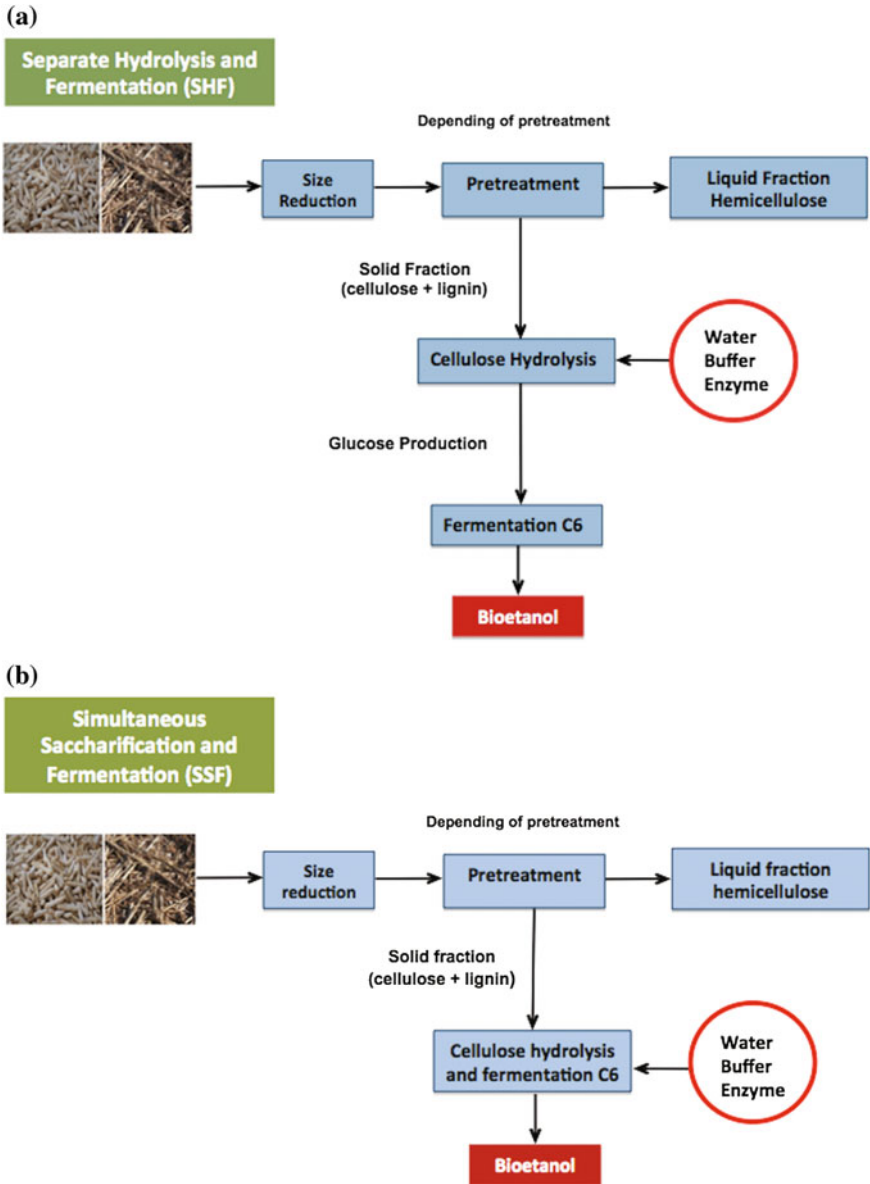 (a)
Separate Hydrolysis and
Fermentation (SHF)
Depending of pretreatment
Size
Reduction
Pretreatment
Liquid Fraction
Hemicellulose
Solid Fraction
(cellulose + lignin)
Cellulose Hydrolysis
Water
Buffer
Enzyme
Glucose Production
Fermentation C6
Bioetanol
(b)
Simultaneous
Saccharification and
Fermentation (SSF)
Depending of pretreatment
Size
reduction
Pretreatment
Liquid fraction
hemicellulose
Solid fraction
(cellulose + lignin)
Cellulose hydrolysis
and fermentation C6
Water
Buffer
Enzyme
Bioetanol